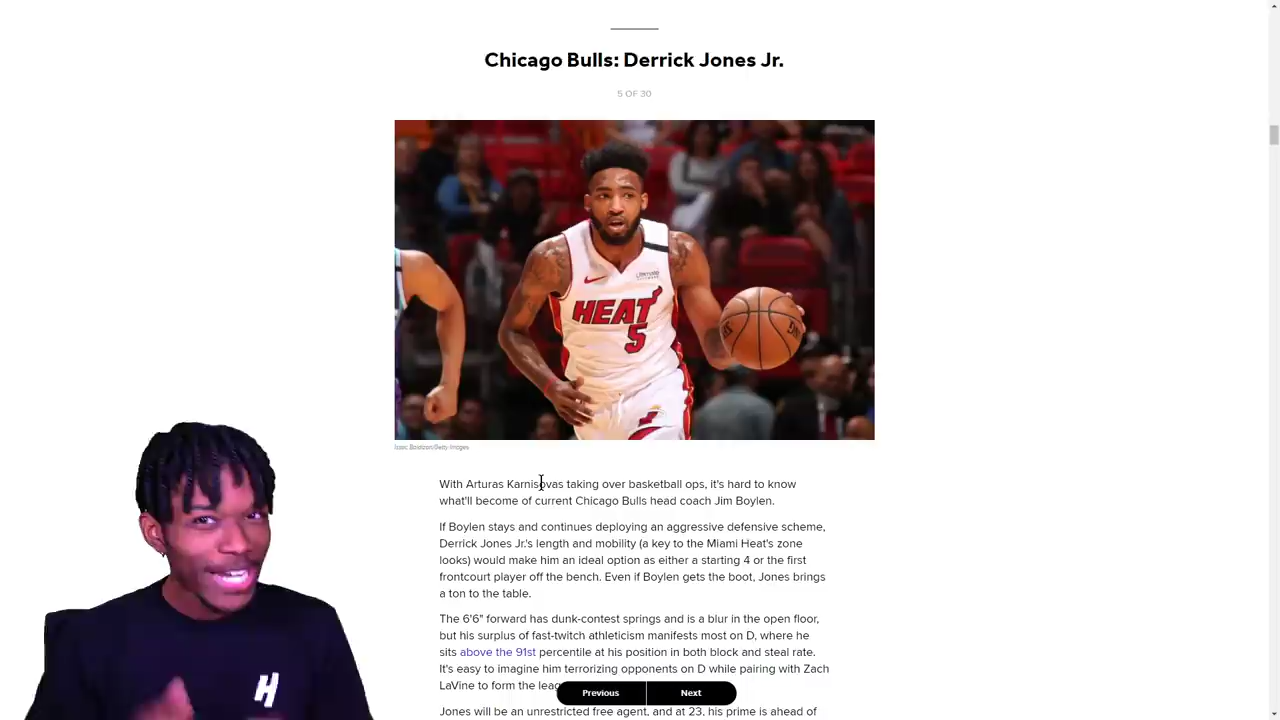 Chicago Bulls: Derrick Jones Jr.
5 OF 30
HEAT
5
Isaac Baldizon/Getty Images
With Arturas Karnisovas taking over basketball ops, it's hard to know
what'll become of current Chicago Bulls head coach Jim Boylen.
If Boylen stays and continues deploying an aggressive defensive scheme,
Derrick Jones Jr.'s length and mobility (a key to the Miami Heat's zone
looks) would make him an ideal option as either a starting 4 or the first
frontcourt player off the bench. Even if Boylen gets the boot, Jones brings
a ton to the table.
The 6'6" forward has dunk-contest springs and is a blur in the open floor,
but his surplus of fast-twitch athleticism manifests most on D, where he
sits above the 91st percentile at his position in both block and steal rate.
It's easy to imagine him terrorizing opponents on D while pairing with Zach
LaVine to form the
Previous
Next
Jones will be an unrestricted free agent, and at 23, his prime is ahead of
H